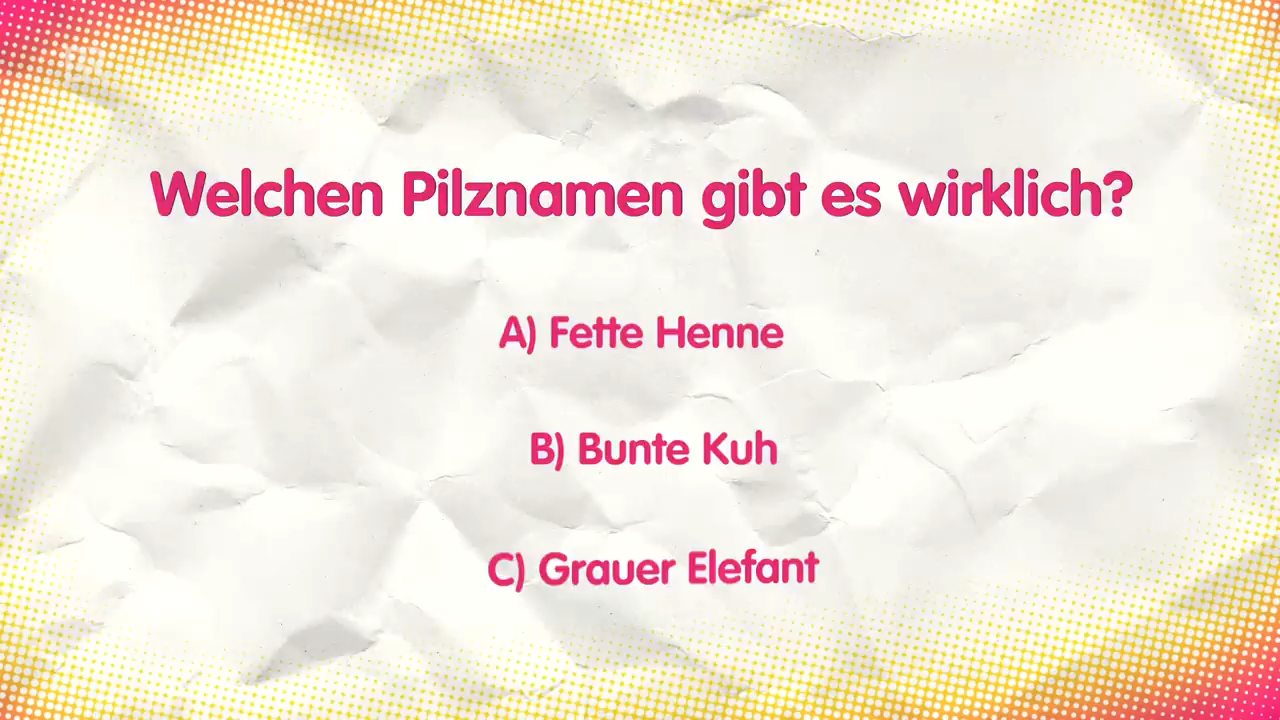 Welchen Pilznamen gibt es wirklich?
A) Fette Henne
B) Bunte Kuh
C) Grauer Elefant